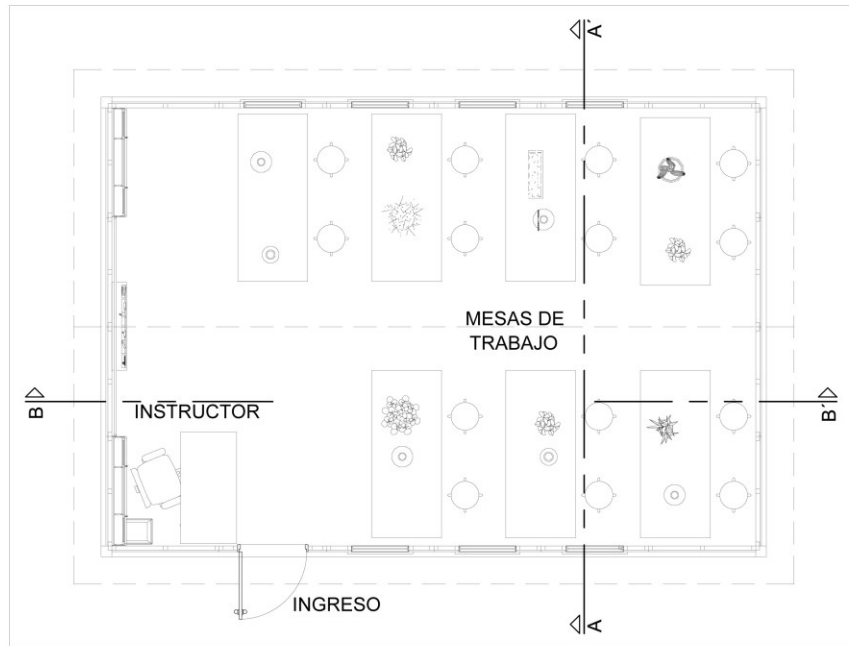 A´
MESAS DE
TRABAJO
B
INSTRUCTOR
B´
INGRESO
A